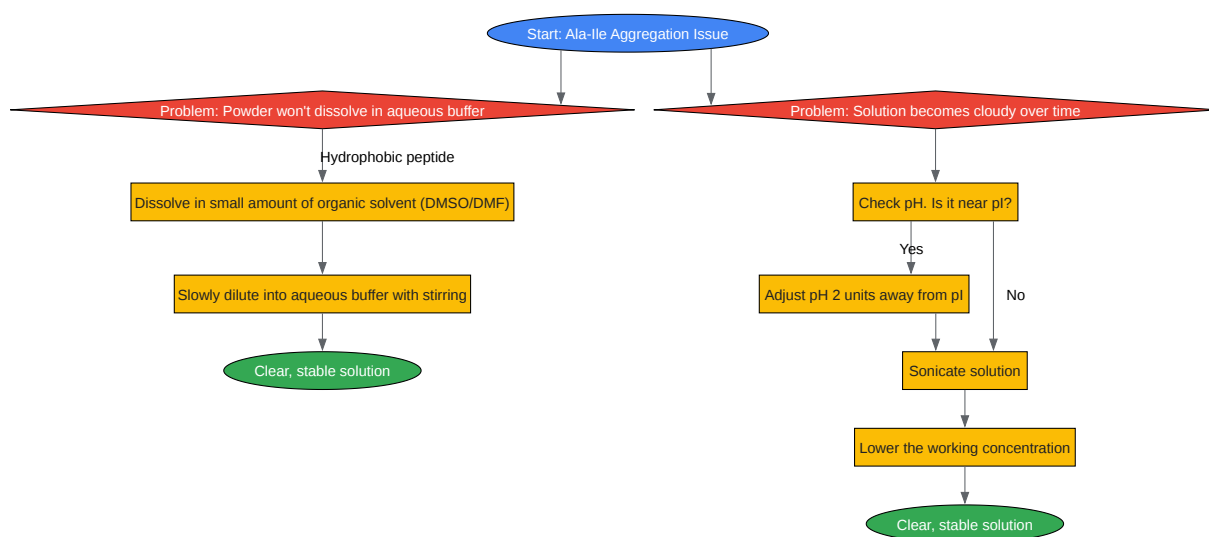 Start: Ala-Ile Aggregation Issue
Problem: Powder won't dissolve in aqueous buffer
Problem: Solution becomes cloudy over time
Hydrophobic peptide
Dissolve in small amount of organic solvent (DMSO/DMF)
Check pH. Is it near pI?
Yes
Slowly dilute into aqueous buffer with stirring
Adjust pH 2 units away from pI
No
Clear, stable solution
Sonicate solution
Lower the working concentration
Clear, stable solution